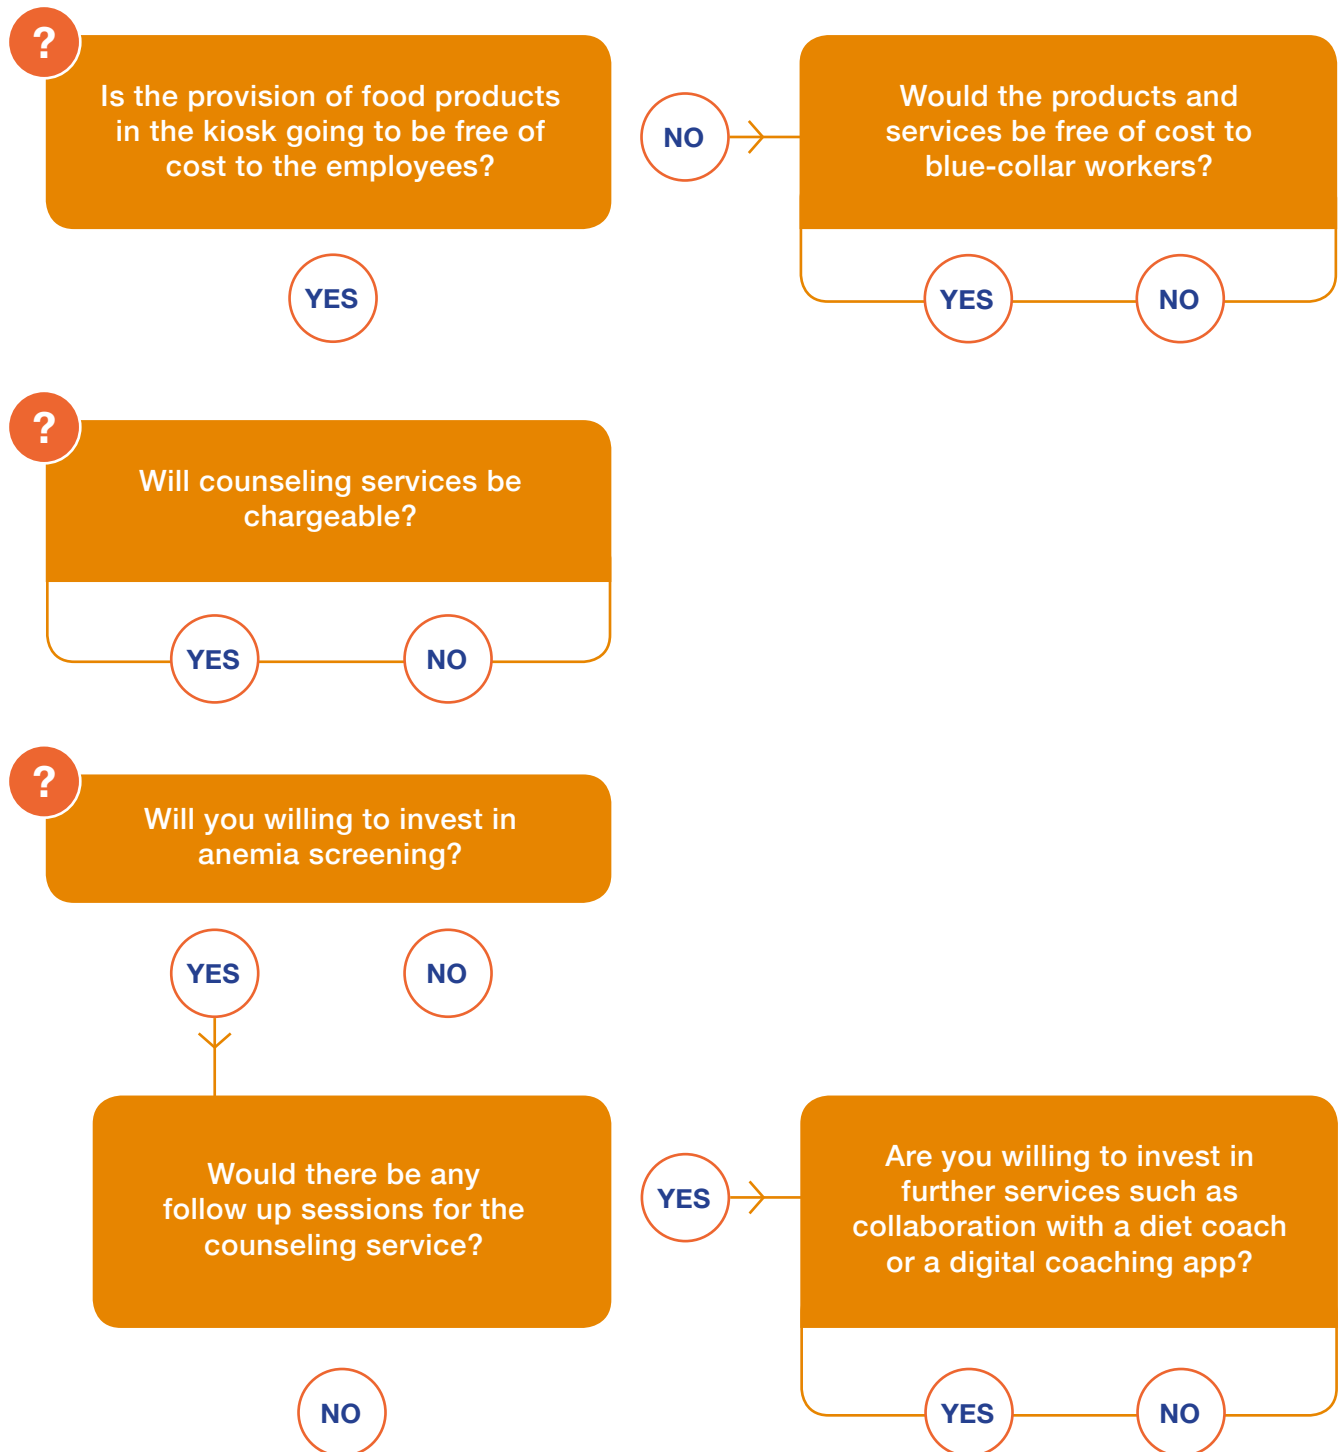 ?
Is the provision of food products
in the kiosk going to be free of
cost to the employees?
YES
NO
Would the products and
services be free of cost to
blue-collar workers?
YES
NO
?
Will counseling services be
chargeable?
YES
NO
?
Will you willing to invest in
anemia screening?
YES
NO
Would there be any
follow up sessions for the
counseling service?
NO
YES
Are you willing to invest in
further services such as
collaboration with a diet coach
or a digital coaching app?
YES
NO